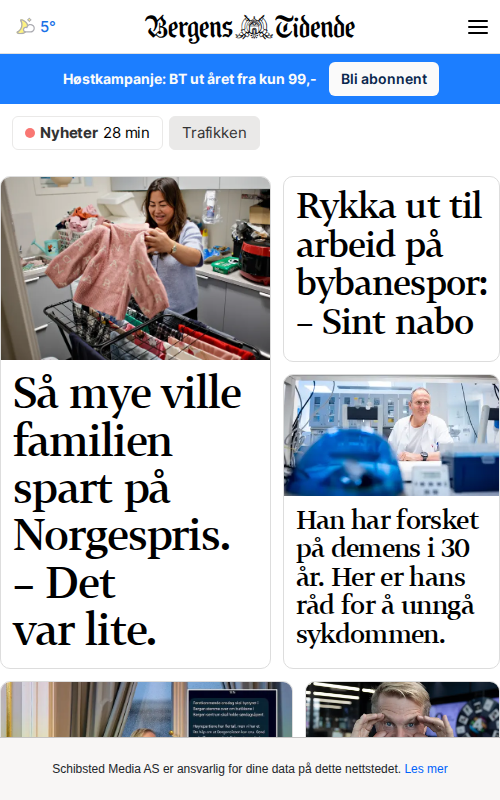 5°
Bergens Tidende
Høstkampanje: BT ut året fra kun 99,-
Bli abonnent
Nyheter 28 min
Trafikken
Så mye ville
familien
spart på
Norgespris.
– Det
var lite.
Rykka ut til
arbeid på
bybanespor:
– Sint nabo
Han har forsket
på demens i 30
år. Her er hans
råd for å unngå
sykdommen.
Schibsted Media AS er ansvarlig for dine data på dette nettstedet. Les mer